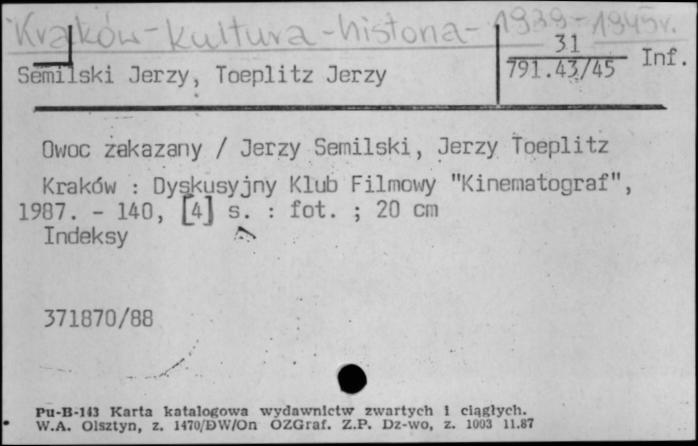 Kraków - kultura - historia - 1939 - 1945r.
31
791.43/45 Inf.
Semilski Jerzy, Toeplitz Jerzy
Owoc zakazany / Jerzy Semilski, Jerzy Toeplitz
Kraków : Dyskusyjny Klub Filmowy "Kinematograf",
1987. - 140, [4] s. : fot. ; 20 cm
Indeksy
371870/88
Pu-B-143 Karta katalogowa wydawnictw zwartych i ciągłych.
W.A. Olsztyn, z. 1470/DW/On OZGraf. Z.P. Dz-wo, z. 1003 11.87